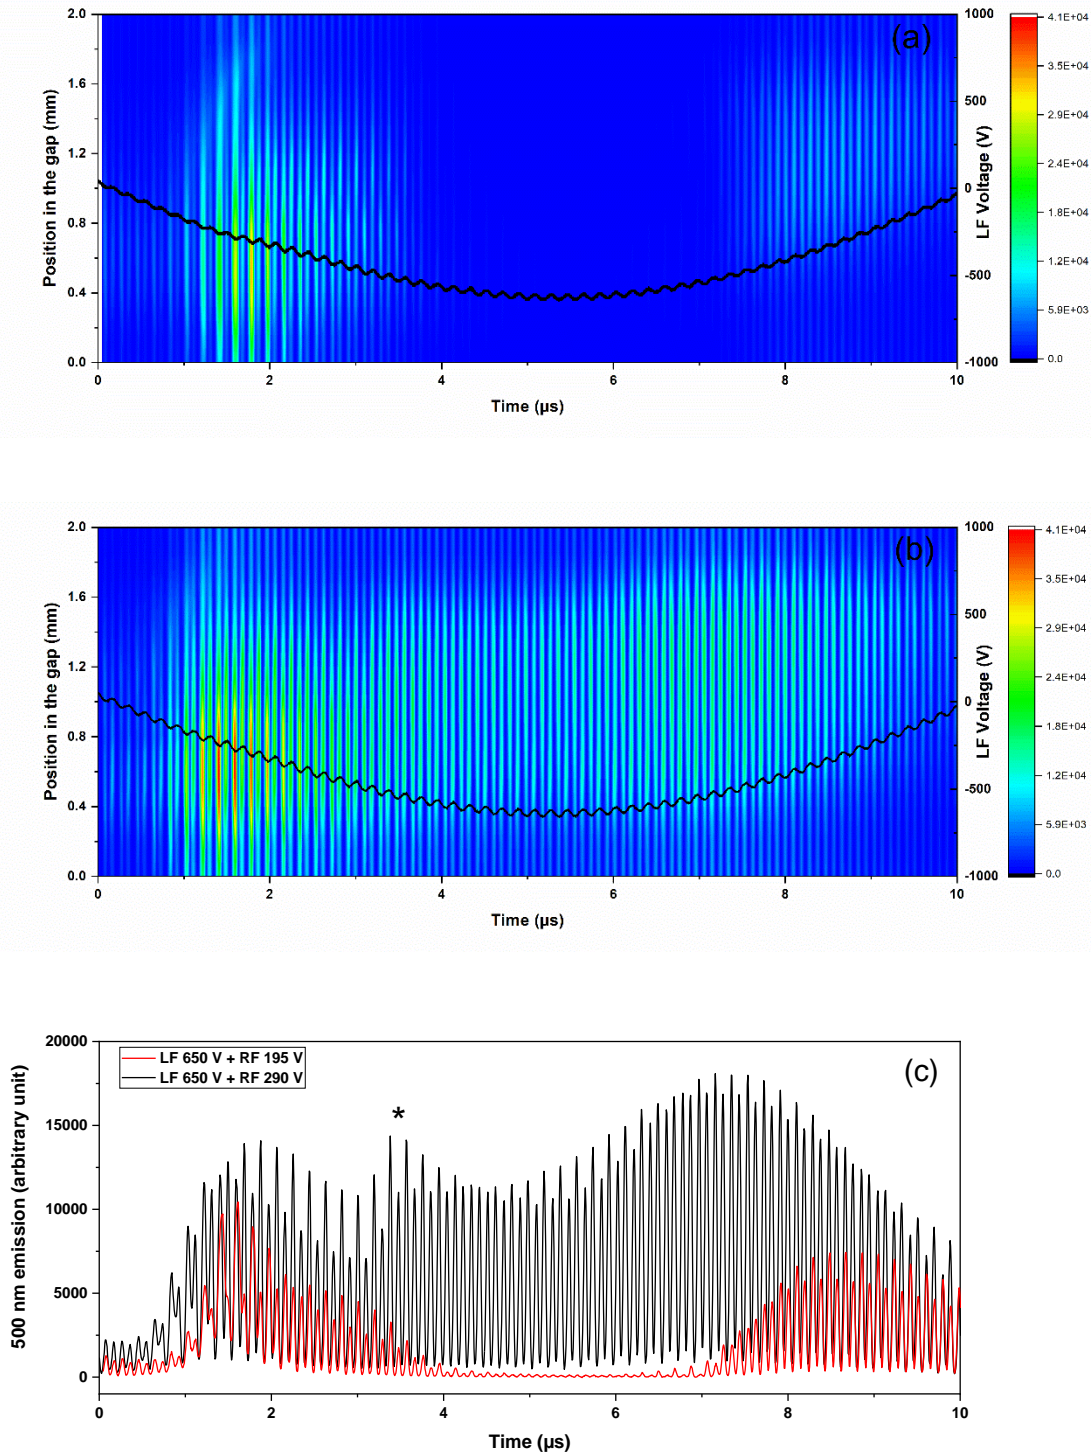 (a)
2.0
1.6
1.2
0.8
0.4
0.0
Position in the gap (mm)
0
2
4
6
8
10
Time (µs)
1000
500
0
-500
-1000
LF Voltage (V)
4.1E+04
3.5E+04
2.9E+04
2.4E+04
1.8E+04
1.2E+04
5.9E+03
0.0
(b)
2.0
1.6
1.2
0.8
0.4
0.0
Position in the gap (mm)
0
2
4
6
8
10
Time (µs)
1000
500
0
-500
-1000
LF Voltage (V)
4.1E+04
3.5E+04
2.9E+04
2.4E+04
1.8E+04
1.2E+04
5.9E+03
0.0
(c)
LF 650 V + RF 195 V
LF 650 V + RF 290 V
*
20000
15000
10000
5000
0
500 nm emission (arbitrary unit)
0
2
4
6
8
10
Time (µs)